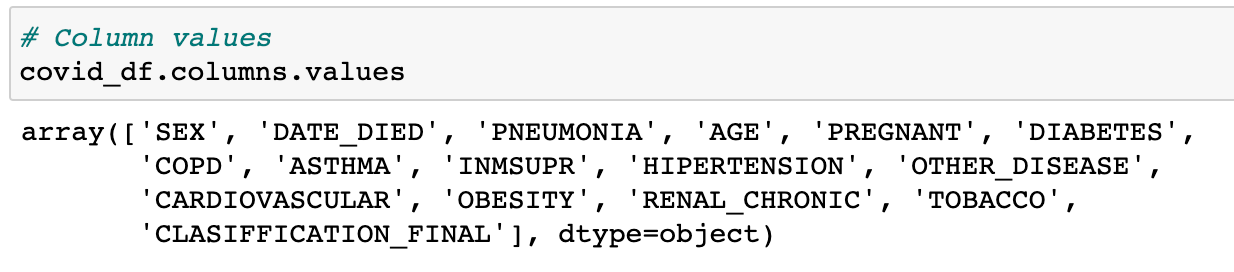 # Column values
covid_df.columns.values
array(['SEX', 'DATE_DIED', 'PNEUMONIA', 'AGE', 'PREGNANT', 'DIABETES',
'COPD', 'ASTHMA', 'INMSUPR', 'HIPERTENSION', 'OTHER_DISEASE',
'CARDIOVASCULAR', 'OBESITY', 'RENAL_CHRONIC', 'TOBACCO',
'CLASIFFICATION_FINAL'], dtype=object)